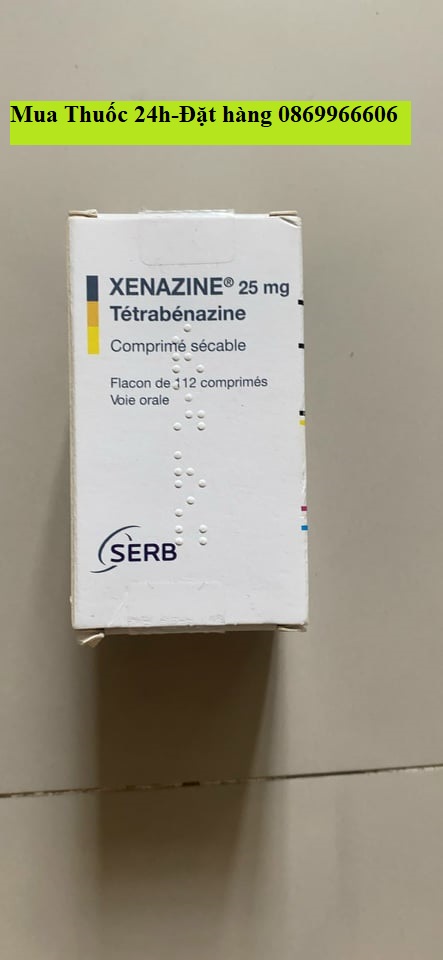 Mua Thuốc 24h-Đặt hàng 0869966606
XENAZINE® 25 mg
Tétrabénazine
Comprimé sécable
Flacon de 112 comprimés
Voie orale
SERB